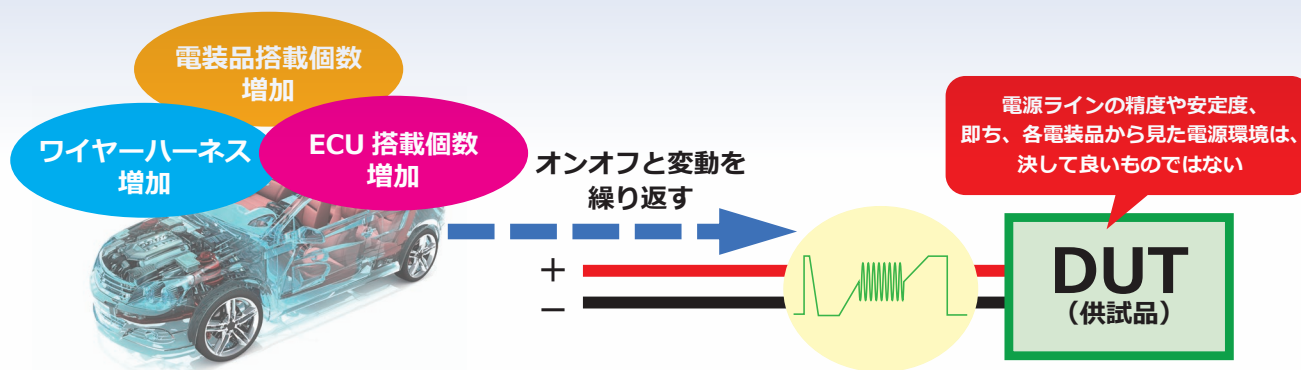 電装品搭載個数
増加
ワイヤーハーネス
増加
ECU 搭載個数
増加
オンオフと変動を
繰り返す
+
−
電源ラインの精度や安定度、
即ち、各電装品から見た電源環境は、
決して良いものではない
DUT
（供試品）